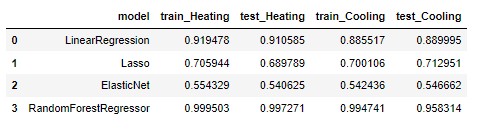 model train_Heating test_Heating train_Cooling test_Cooling
0 LinearRegression 0.919478 0.910585 0.885517 0.889995
1 Lasso 0.705944 0.689789 0.700106 0.712951
2 ElasticNet 0.554329 0.540625 0.542436 0.546662
3 RandomForestRegressor 0.999503 0.997271 0.994741 0.958314